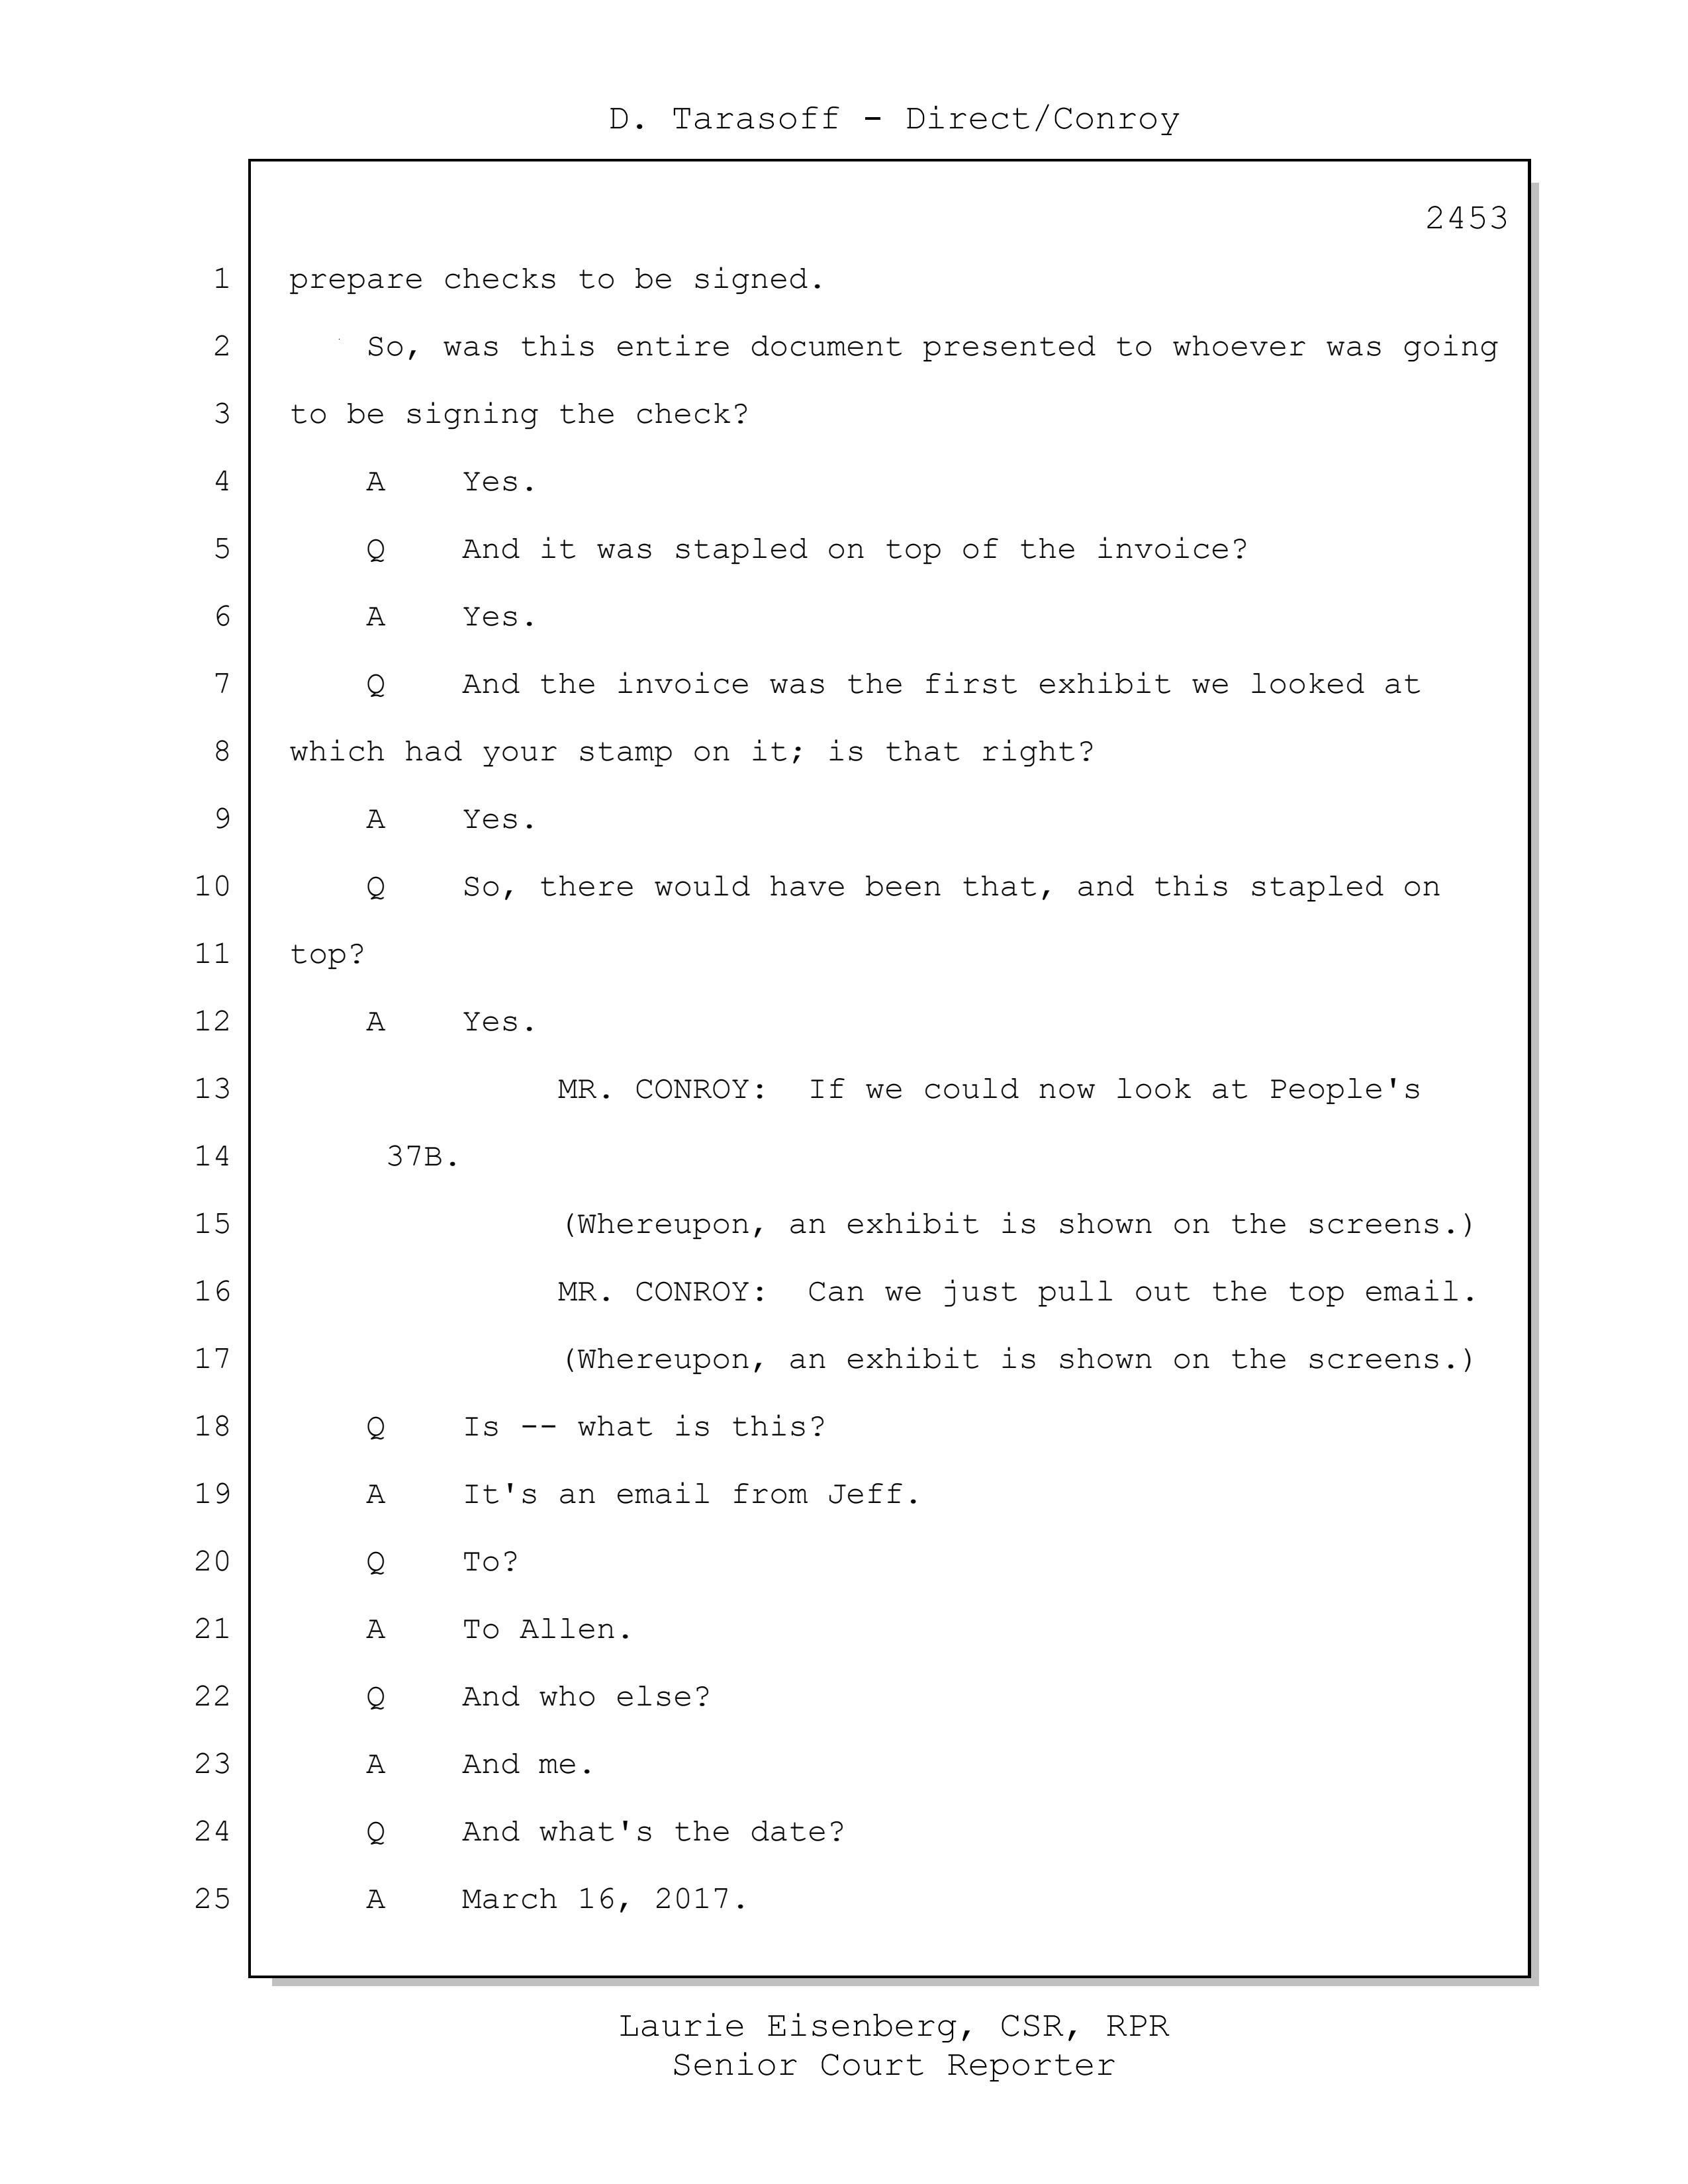 D. Tarasoff - Direct/Conroy
2453
1 prepare checks to be signed.
2 So, was this entire document presented to whoever was going
3 to be signing the check?
4 A Yes.
5 Q And it was stapled on top of the invoice?
6 A Yes.
7 Q And the invoice was the first exhibit we looked at
8 which had your stamp on it; is that right?
9 A Yes.
10 Q So, there would have been that, and this stapled on
11 top?
12 A Yes.
13 MR. CONROY: If we could now look at People's
14 37B.
15 (Whereupon, an exhibit is shown on the screens.)
16 MR. CONROY: Can we just pull out the top email.
17 (Whereupon, an exhibit is shown on the screens.)
18 Q Is -- what is this?
19 A It's an email from Jeff.
20 Q To?
21 A To Allen.
22 Q And who else?
23 A And me.
24 Q And what's the date?
25 A March 16, 2017.
Laurie Eisenberg, CSR, RPR
Senior Court Reporter